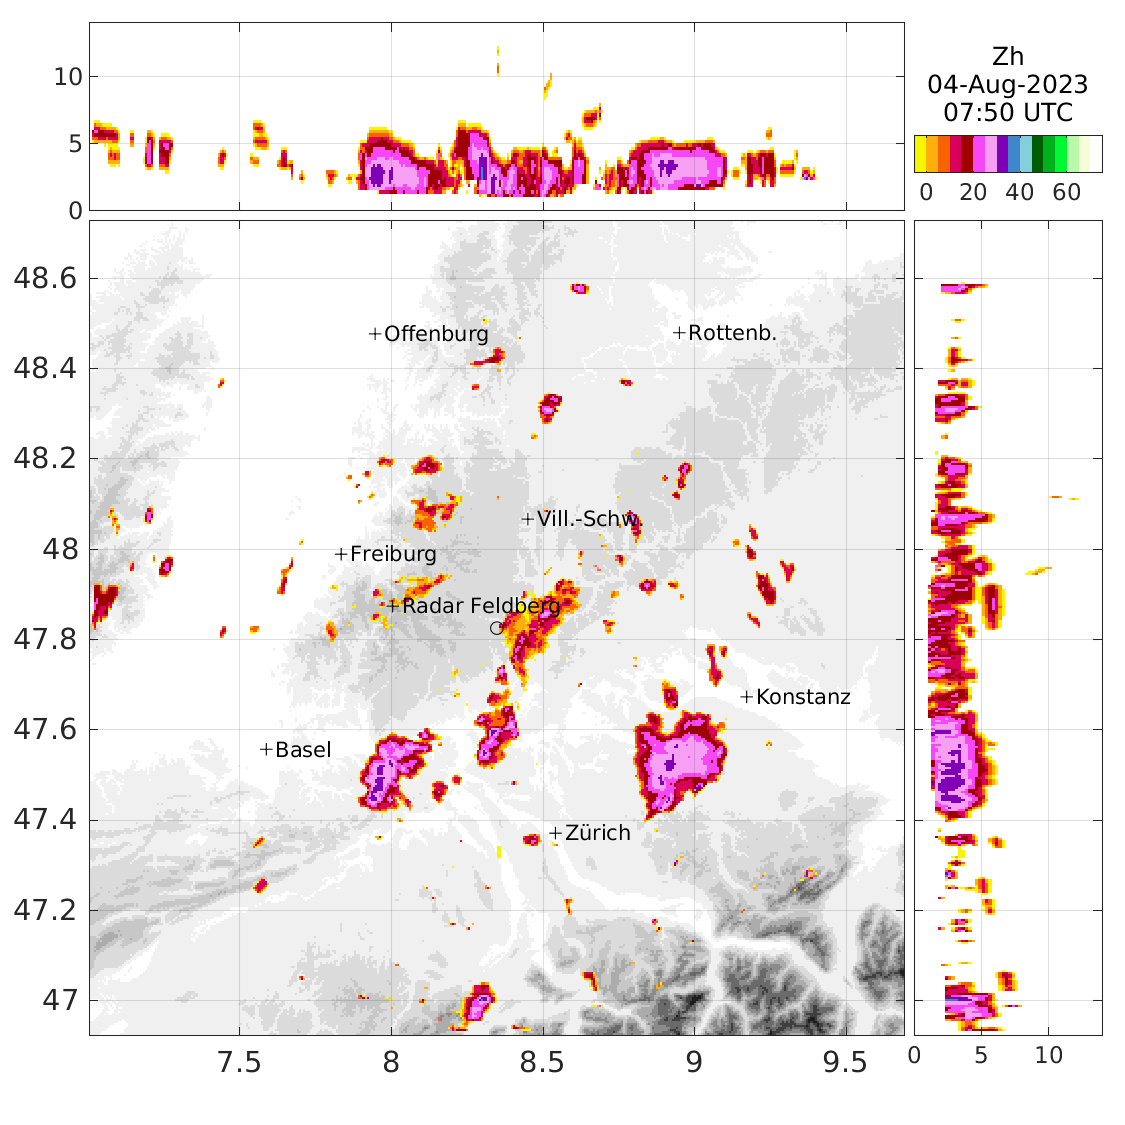 10
5
0
Zh
04-Aug-2023
07:50 UTC
0 20 40 60
48.6
48.4
48.2
48
47.8
47.6
47.4
47.2
47
+Offenburg
+Rottenb.
+Vill.-Schw.
+Freiburg
+Radar Feldberg
+Konstanz
+Basel
+Zürich
7.5 8 8.5 9 9.5
0 5 10